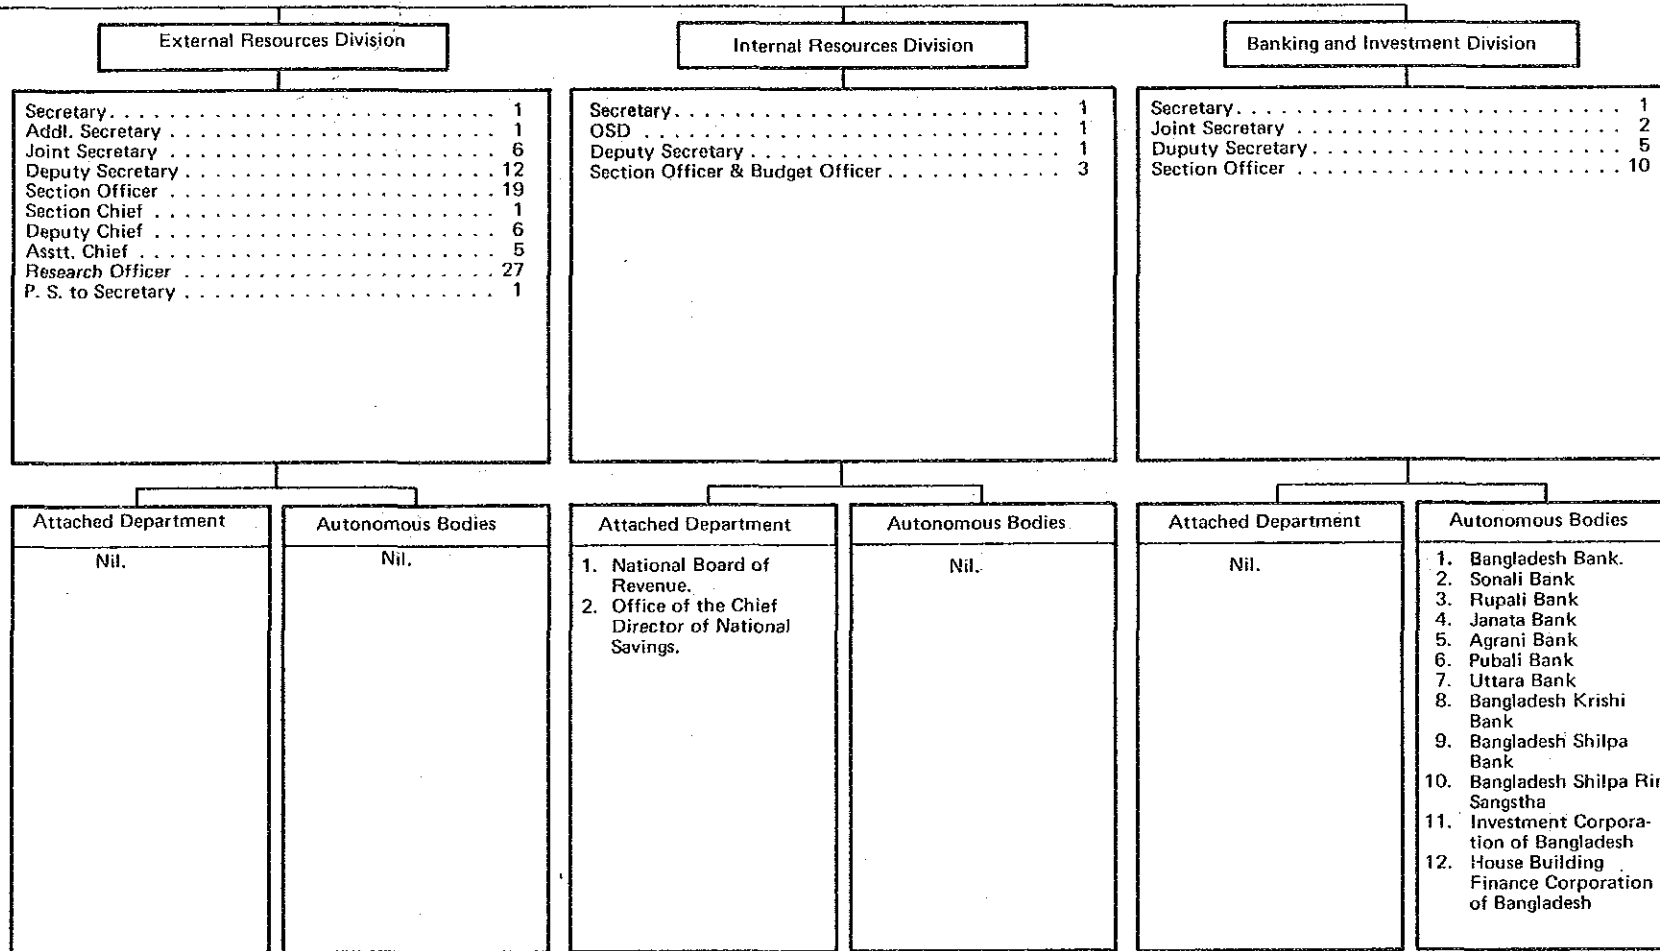 External Resources Division
Secretary. . . . . . . . . . . . . . . . . . . . . . . . . . 1
Addl. Secretary . . . . . . . . . . . . . . . . . . . . . . 1
Joint Secretary . . . . . . . . . . . . . . . . . . . . . . 6
Deputy Secretary . . . . . . . . . . . . . . . . . . . . . 12
Section Officer . . . . . . . . . . . . . . . . . . . . . . 19
Section Chief . . . . . . . . . . . . . . . . . . . . . . . 1
Deputy Chief . . . . . . . . . . . . . . . . . . . . . . . 6
Asstt. Chief . . . . . . . . . . . . . . . . . . . . . . . . 5
Research Officer . . . . . . . . . . . . . . . . . . . . . 27
P. S. to Secretary . . . . . . . . . . . . . . . . . . . . . 1
Attached Department
Nil.
Autonomous Bodies
Nil.
Internal Resources Division
Secretary. . . . . . . . . . . . . . . . . . . . . . . . . . 1
OSD . . . . . . . . . . . . . . . . . . . . . . . . . . . . 1
Deputy Secretary . . . . . . . . . . . . . . . . . . . . . 1
Section Officer & Budget Officer . . . . . . . . . . . . 3
Attached Department
1. National Board of
Revenue.
2. Office of the Chief
Director of National
Savings.
Autonomous Bodies
Nil.
Banking and Investment Division
Secretary. . . . . . . . . . . . . . . . . . . . . . . . . . 1
Joint Secretary . . . . . . . . . . . . . . . . . . . . . . 2
Duputy Secretary . . . . . . . . . . . . . . . . . . . . . 5
Section Officer . . . . . . . . . . . . . . . . . . . . . . 10
Attached Department
Nil.
Autonomous Bodies
1. Bangladesh Bank.
2. Sonali Bank
3. Rupali Bank
4. Janata Bank
5. Agrani Bank
6. Pubali Bank
7. Uttara Bank
8. Bangladesh Krishi
Bank
9. Bangladesh Shilpa
Bank
10. Bangladesh Shilpa
Sangstha
11. Investment Corpora-
tion of Bangladesh
12. House Building
Finance Corporation
of Bangladesh